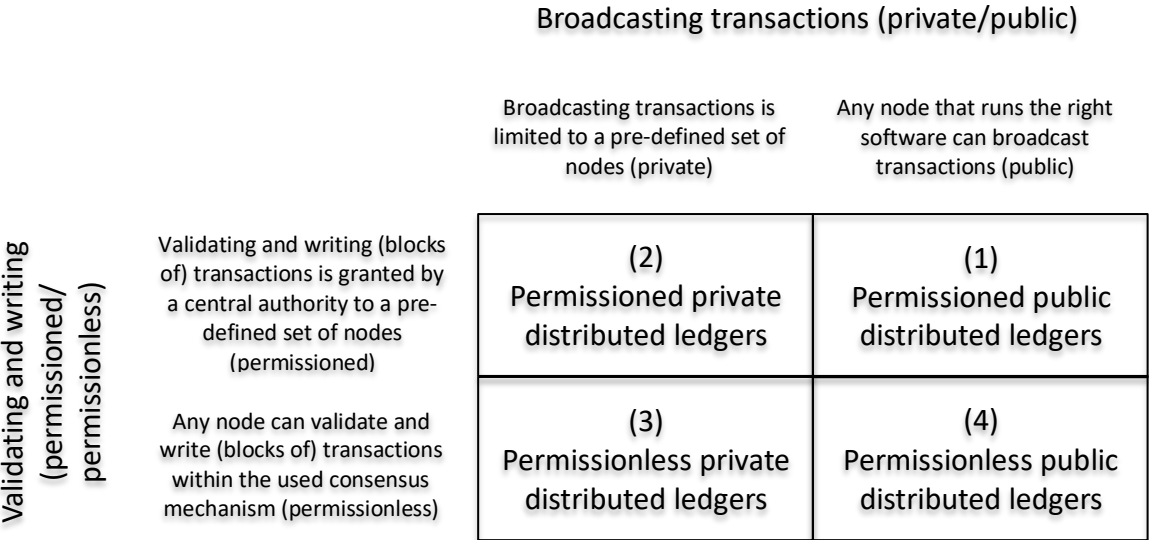 Broadcasting transactions (private/public)
Broadcasting transactions is
limited to a pre-defined set of
nodes (private)
Any node that runs the right
software can broadcast
transactions (public)
Validating and writing
(permissioned/
permissionless)
Validating and writing (blocks
of) transactions is granted by
a central authority to a pre-
defined set of nodes
(permissioned)
(2)
Permissioned private
distributed ledgers
(1)
Permissioned public
distributed ledgers
Any node can validate and
write (blocks of) transactions
within the used consensus
mechanism (permissionless)
(3)
Permissionless private
distributed ledgers
(4)
Permissionless public
distributed ledgers